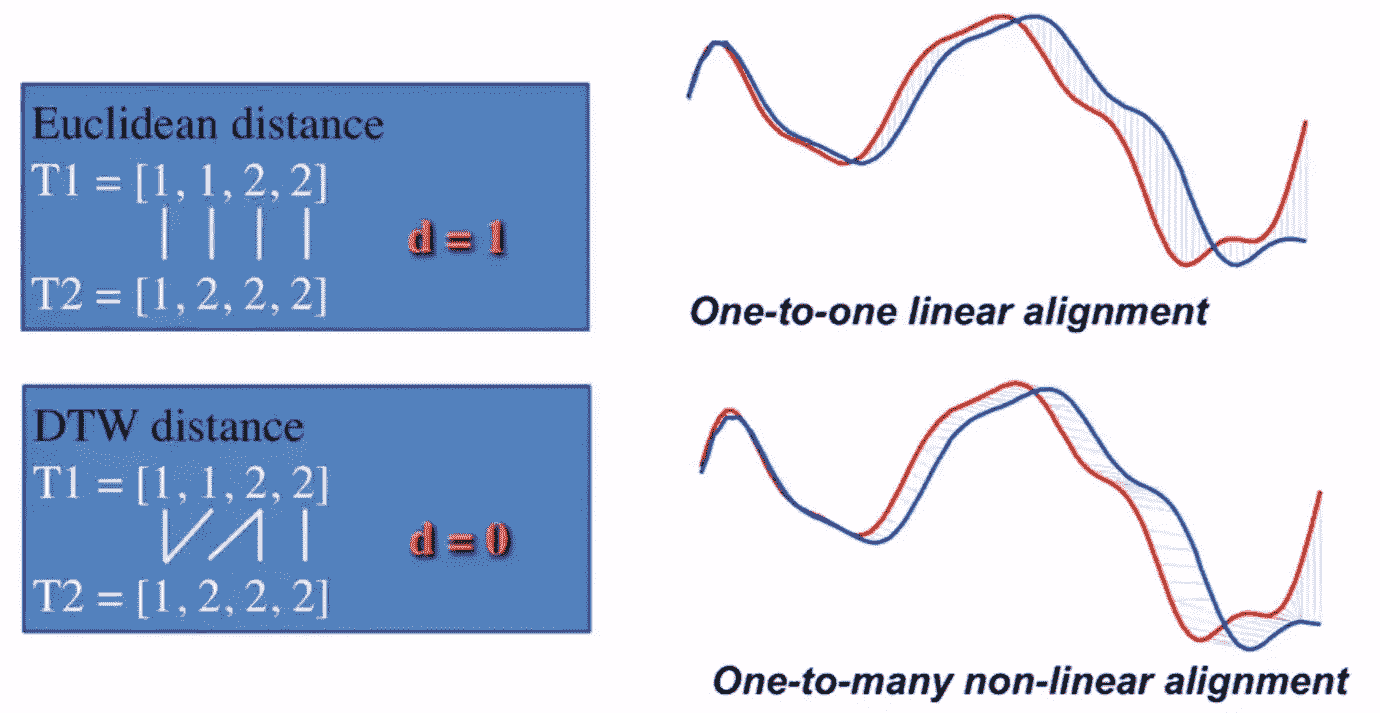 Euclidean distance
T1 = [1, 1, 2, 2]
d = 1
T2 = [1, 2, 2, 2]
One-to-one linear alignment
DTW distance
T1 = [1, 1, 2, 2]
d = 0
T2 = [1, 2, 2, 2]
One-to-many non-linear alignment